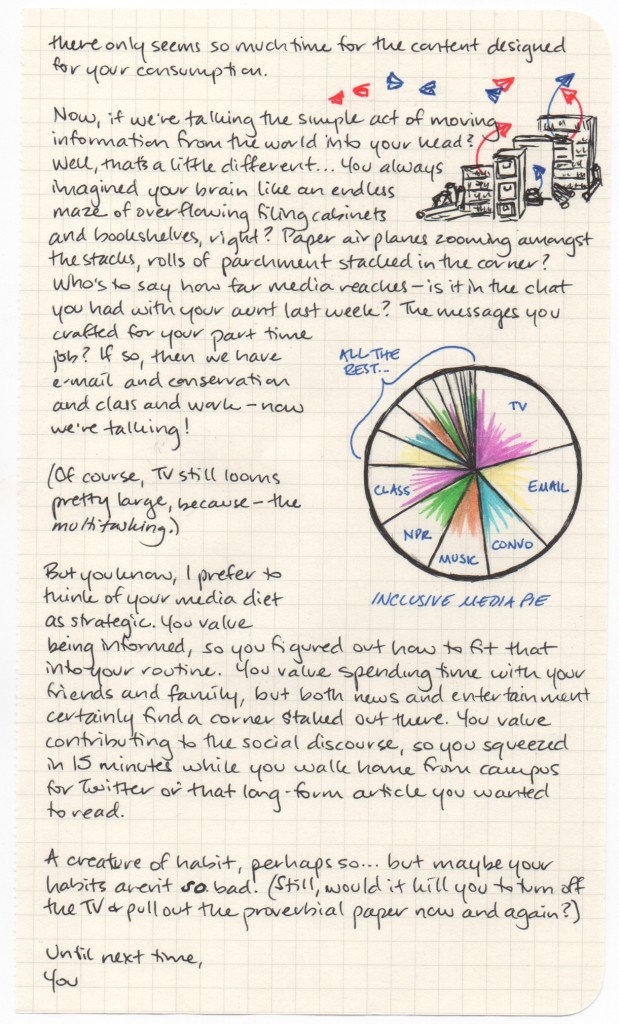 there only seems so much time for the content designed
for your consumption.
Now, if we're talking the simple act of moving
information from the world into your head?
Well, that's a little different... You always
imagined your brain like an endless
maze of overflowing filing cabinets
and bookshelves, right? Paper airplanes zooming amongst
the stacks, rolls of parchment stacked in the corner?
Who's to say how far media reaches – is it in the chat
you had with your aunt last week? The messages you
crafted for your part time
job? If so, then we have
e-mail and conservation
and class and work – now
we're talking!
(Of course, TV still looms
pretty large, because – the
multitasking.)
ALL THE
REST...
TV
EMAIL
CONVO
MUSIC
NPR
CLASS
INCLUSIVE MEDIA PIE
But you know, I prefer to
think of your media diet
as strategic. You value
being informed, so you figured out how to fit that
into your routine. You value spending time with your
friends and family, but both news and entertainment
certainly find a corner staked out there. You value
contributing to the social discourse, so you squeezed
in 15 minutes while you walk home from campus
for Twitter or that long-form article you wanted
to read.
A creature of habit, perhaps so... but maybe your
habits aren't so bad. (Still, would it kill you to turn off
the TV & pull out the proverbial paper now and again?)
Until next time,
You